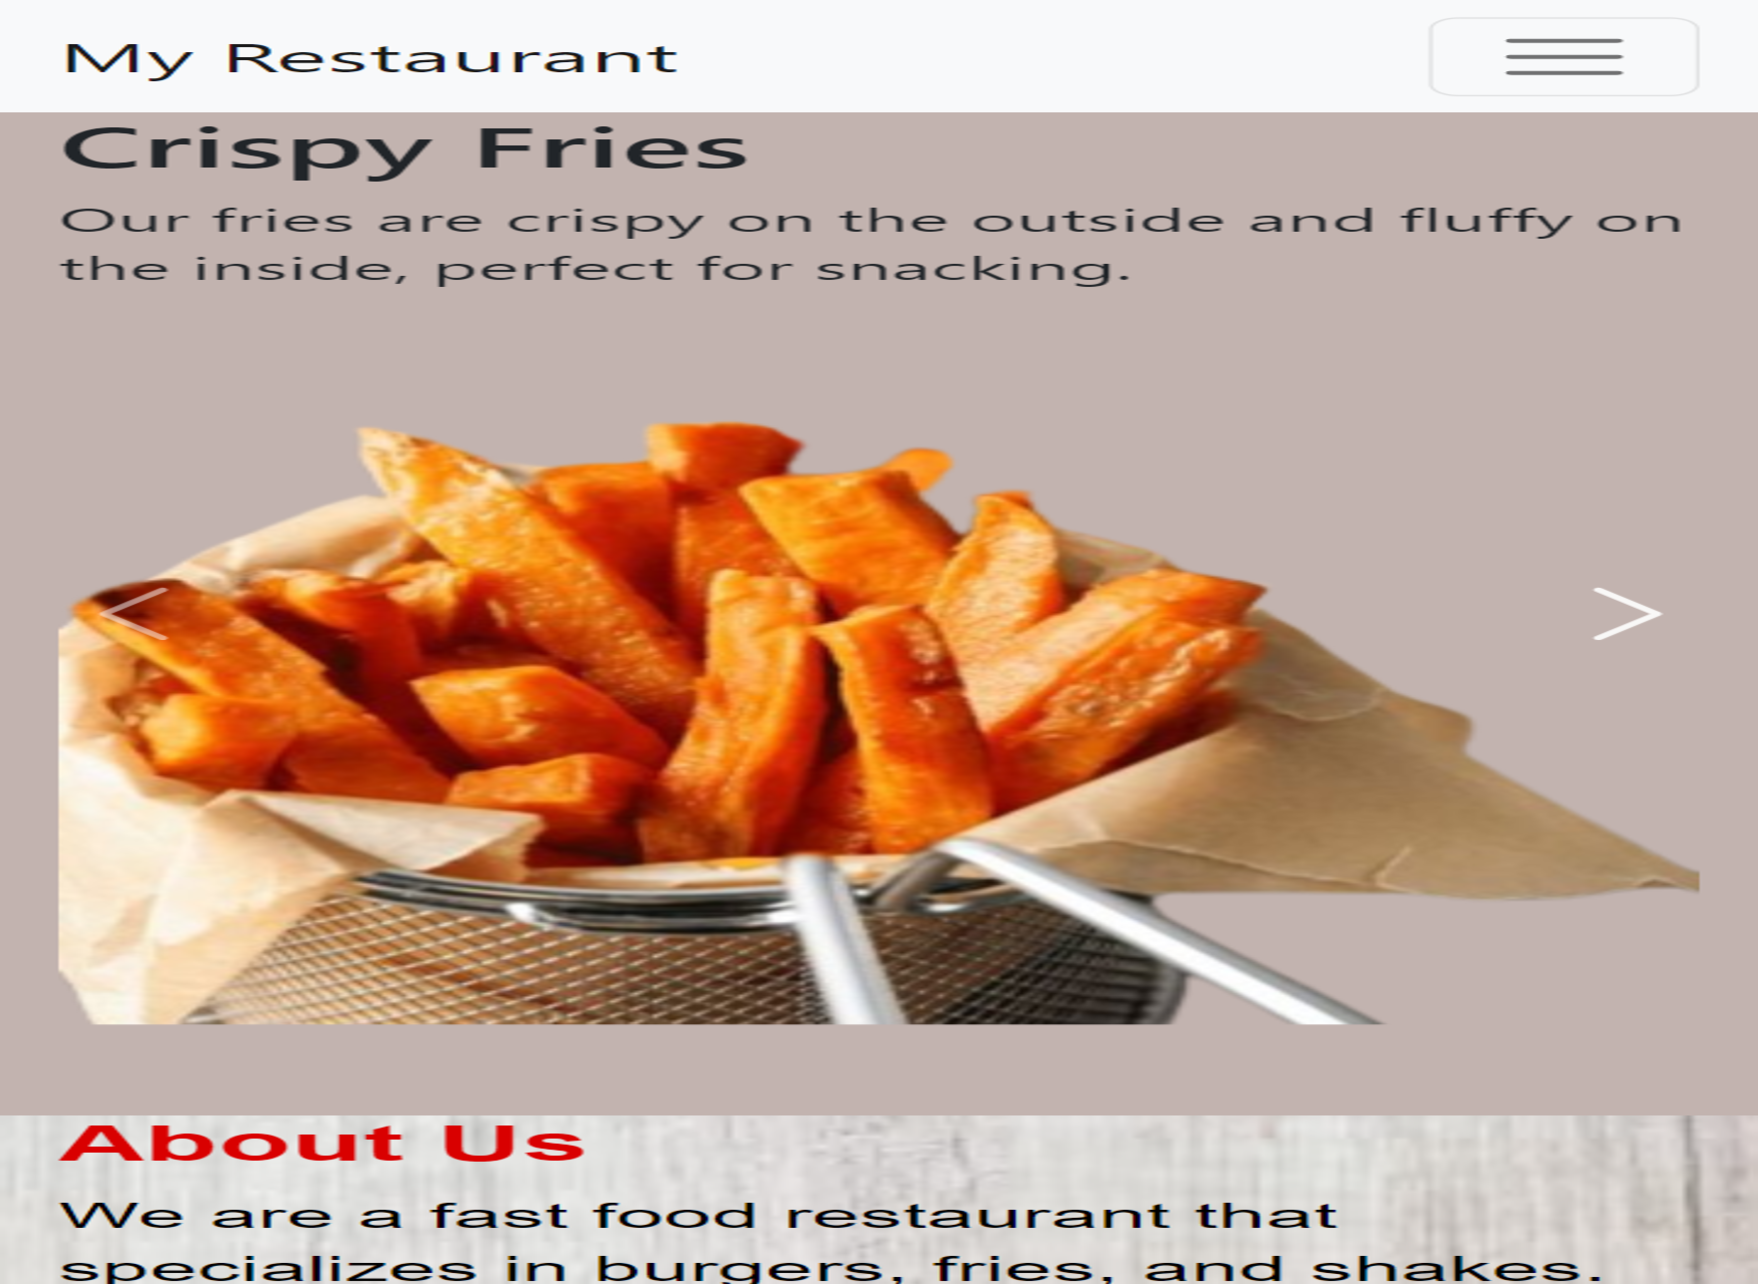 My Restaurant
Crispy Fries
Our fries are crispy on the outside and fluffy on
the inside, perfect for snacking.
About Us
We are a fast food restaurant that
specializes in burgers, fries, and shakes.